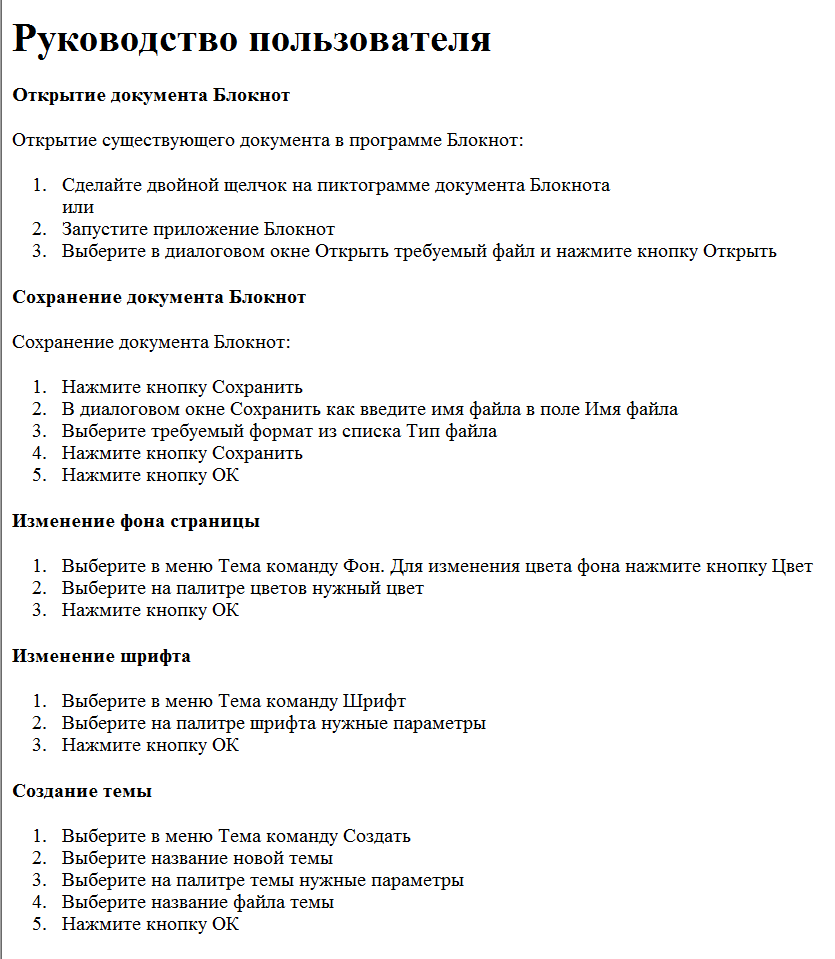 Руководство пользователя
Открытие документа Блокнот
Открытие существующего документа в программе Блокнот:
1. Сделайте двойной щелчок на пиктограмме документа Блокнота
или
2. Запустите приложение Блокнот
3. Выберите в диалоговом окне Открыть требуемый файл и нажмите кнопку Открыть
Сохранение документа Блокнот
Сохранение документа Блокнот:
1. Нажмите кнопку Сохранить
2. В диалоговом окне Сохранить как введите имя файла в поле Имя файла
3. Выберите требуемый формат из списка Тип файла
4. Нажмите кнопку Сохранить
5. Нажмите кнопку ОК
Изменение фона страницы
1. Выберите в меню Тема команду Фон. Для изменения цвета фона нажмите кнопку Цвет
2. Выберите на палитре цветов нужный цвет
3. Нажмите кнопку ОК
Изменение шрифта
1. Выберите в меню Тема команду Шрифт
2. Выберите на палитре шрифта нужные параметры
3. Нажмите кнопку ОК
Создание темы
1. Выберите в меню Тема команду Создать
2. Выберите название новой темы
3. Выберите на палитре темы нужные параметры
4. Выберите название файла темы
5. Нажмите кнопку ОК